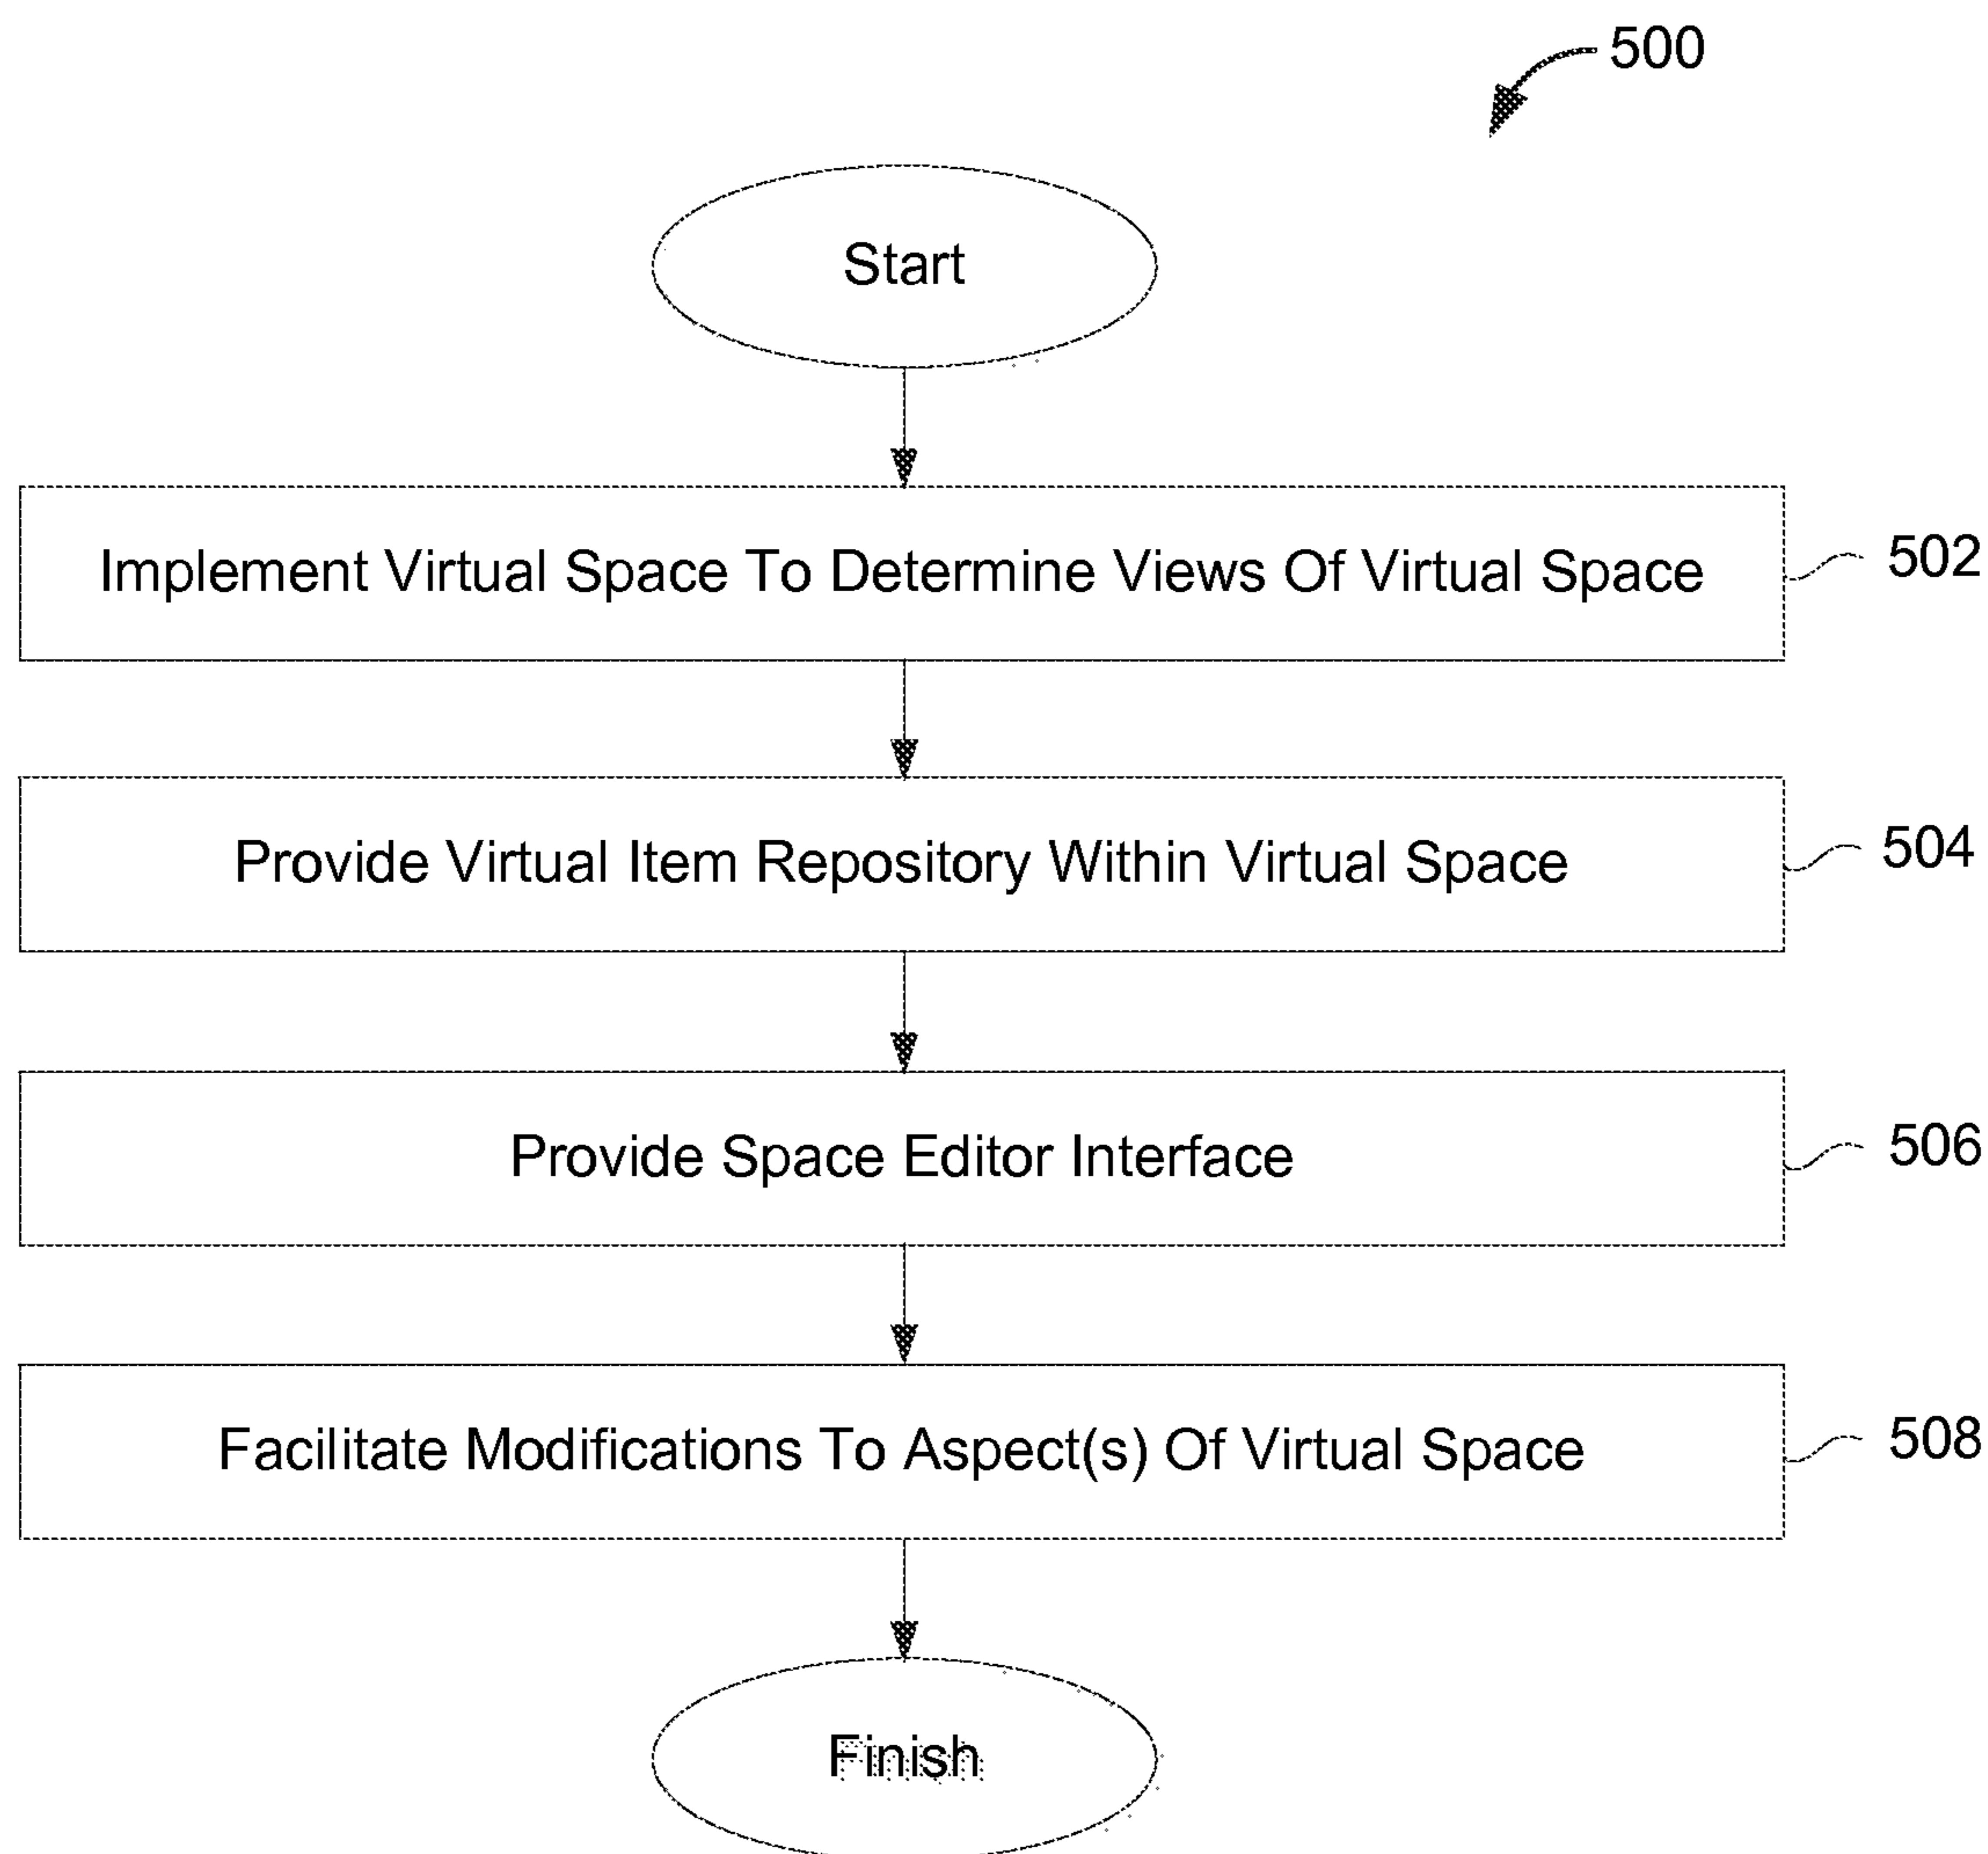 500
Start
Implement Virtual Space To Determine Views Of Virtual Space
502
Provide Virtual Item Repository Within Virtual Space
504
Provide Space Editor Interface
506
Facilitate Modifications To Aspect(s) Of Virtual Space
508
Finish